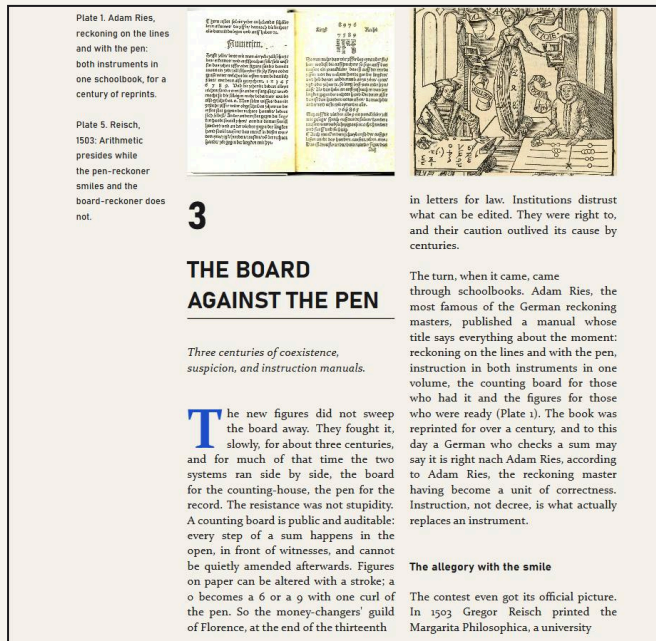 Plate 1. Adam Ries,
reckoning on the lines
and with the pen:
both instruments in
one schoolbook, for a
century of reprints.
Plate 5. Reisch,
1503: Arithmetic
presides while
the pen-reckoner
smiles and the
board-reckoner does
not.
3
THE BOARD
AGAINST THE PEN
Three centuries of coexistence,
suspicion, and instruction manuals.
The new figures did not sweep
the board away. They fought it,
slowly, for about three centuries,
and for much of that time the two
systems ran side by side, the board
for the counting-house, the pen for the
record. The resistance was not stupidity.
A counting board is public and auditable:
every step of a sum happens in the
open, in front of witnesses, and cannot
be quietly amended afterwards. Figures
on paper can be altered with a stroke; a
0 becomes a 6 or a 9 with one curl of
the pen. So the money-changers' guild
of Florence, at the end of the thirteenth
in letters for law. Institutions distrust
what can be edited. They were right to,
and their caution outlived its cause by
centuries.
The turn, when it came, came
through schoolbooks. Adam Ries, the
most famous of the German reckoning
masters, published a manual whose
title says everything about the moment:
reckoning on the lines and with the pen,
instruction in both instruments in one
volume, the counting board for those
who had it and the figures for those
who were ready (Plate 1). The book was
reprinted for over a century, and to this
day a German who checks a sum may
say it is right nach Adam Ries, according
to Adam Ries, the reckoning master
having become a unit of correctness.
Instruction, not decree, is what actually
replaces an instrument.
The allegory with the smile
The contest even got its official picture.
In 1503 Gregor Reisch printed the
Margarita Philosophica, a university